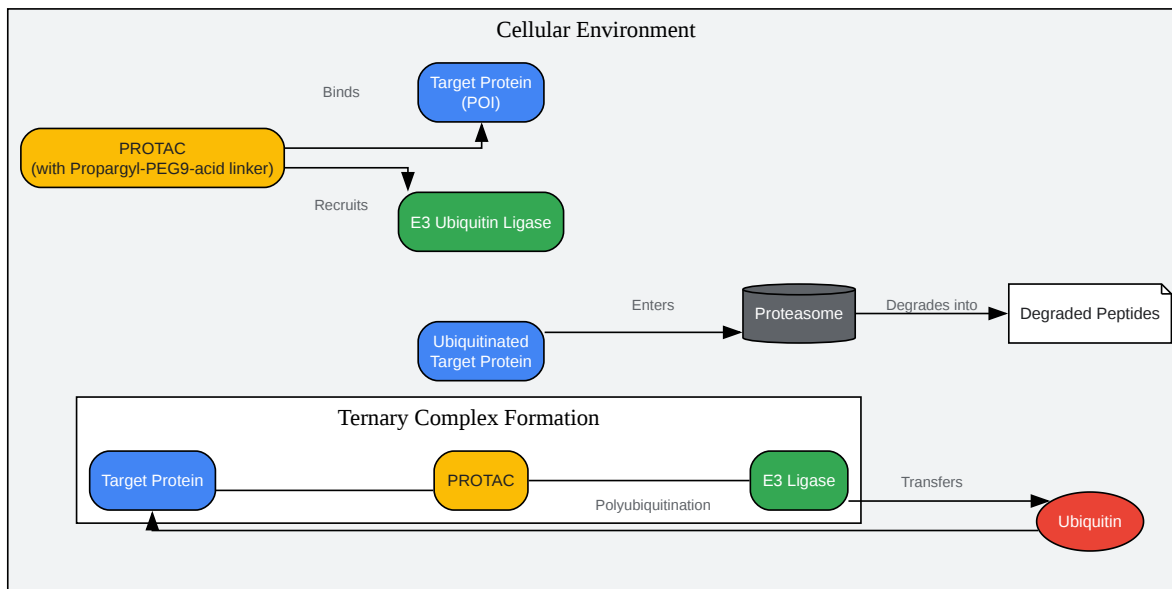 Cellular Environment
Binds
Target Protein
(POI)
PROTAC
(with Propargyl-PEG9-acid linker)
Recruits
E3 Ubiquitin Ligase
Enters
Proteasome
Degrades into
Degraded Peptides
Ubiquitinated
Target Protein
Ternary Complex Formation
Target Protein
PROTAC
E3 Ligase
Transfers
Polyubiquitination
Ubiquitin